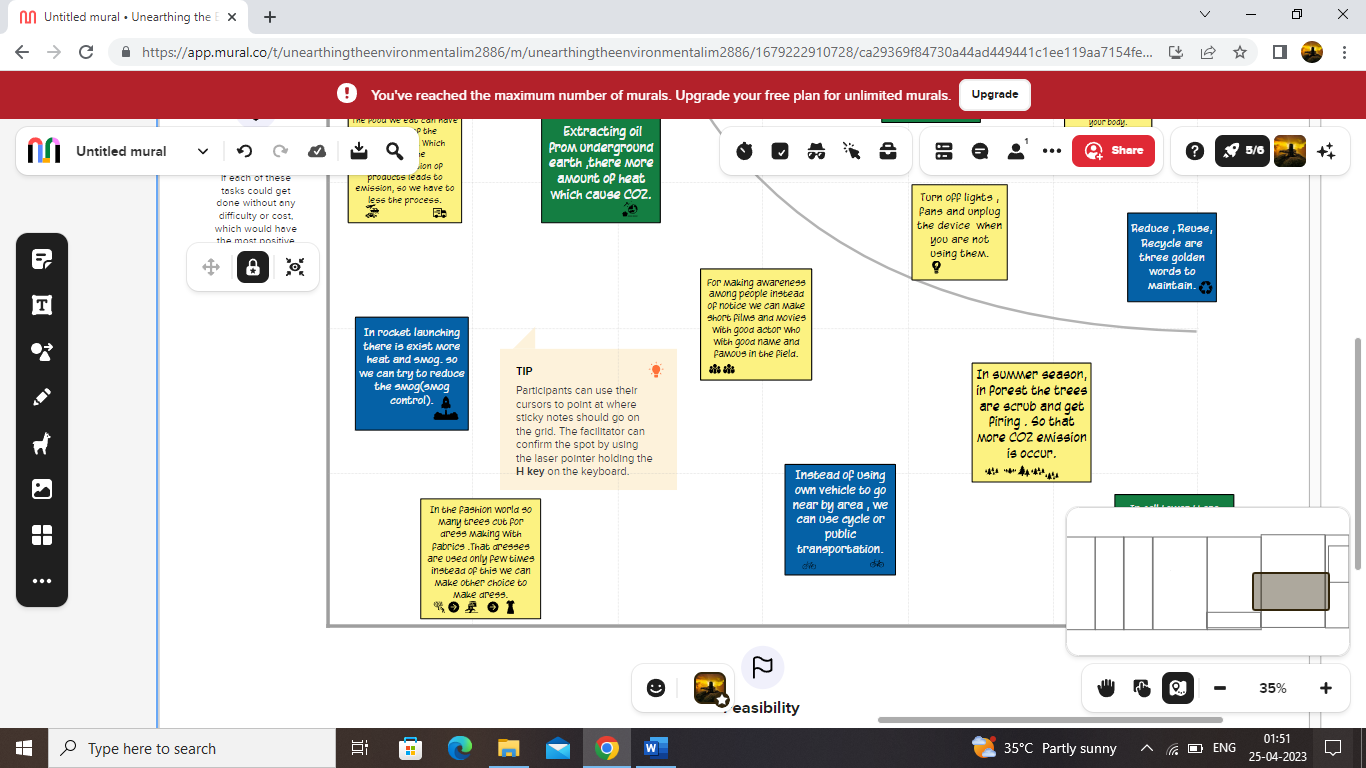 Untitled mural • Unearthing the E
https://app.mural.co/t/unearthingtheenvironmentalim2886/m/unearthingtheenvironmentalim2886/1679222910728/ca29369f84730a44ad449441c1ee119aa7154fe...
You've reached the maximum number of murals. Upgrade your free plan for unlimited murals.
Upgrade
Untitled mural
1
Share
5/6
The food we eat can have
the
Which
products leads to
emission, so we have to
less the process.
Extracting oil
from underground
earth ,there more
amount of heat
which cause CO2.
your body.
If each of these
tasks could get
done without any
difficulty or cost,
which would have
the most positive
Turn off lights ,
fans and unplug
the device when
you are not
using them.
Reduce , Reuse,
Recycle are
three golden
words to
maintain.
For making awareness
among people instead
of notice we can make
short films and movies
with good actor who
with good name and
famous in the field.
In rocket launching
there is exist more
heat and smog. so
we can try to reduce
the smog(smog
control).
TIP
Participants can use their
cursors to point at where
sticky notes should go on
the grid. The facilitator can
confirm the spot by using
the laser pointer holding the
H key on the keyboard.
In summer season,
in forest the trees
are scrub and get
firing . So that
more CO2 emission
is occur.
Instead of using
own vehicle to go
near by area , we
can use cycle or
public
transportation.
In the fashion world so
many trees cut for
dress making with
fabrics .That dresses
are used only few times
instead of this we can
make other choice to
make dress.
easibility
35%
Type here to search
W
35°C Partly sunny
ENG
01:51
25-04-2023